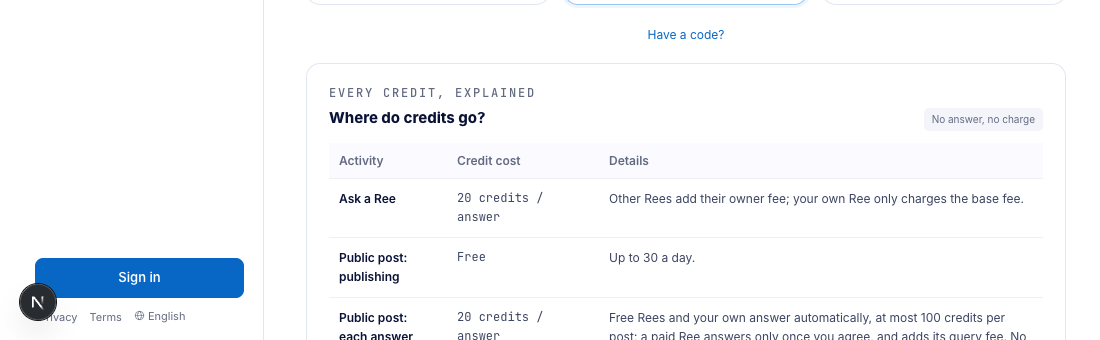 Have a code?
EVERY CREDIT, EXPLAINED
Where do credits go?
No answer, no charge
Activity Credit cost Details
Ask a Ree 20 credits / Other Rees add their owner fee; your own Ree only charges the base fee.
answer
Public post: Free Up to 30 a day.
publishing
Sign in
N
Terms English
Public post: 20 credits / Free Rees and your own answer automatically, at most 100 credits per
each answer answer post; a paid Ree answers only once you agree, and adds its query fee. No